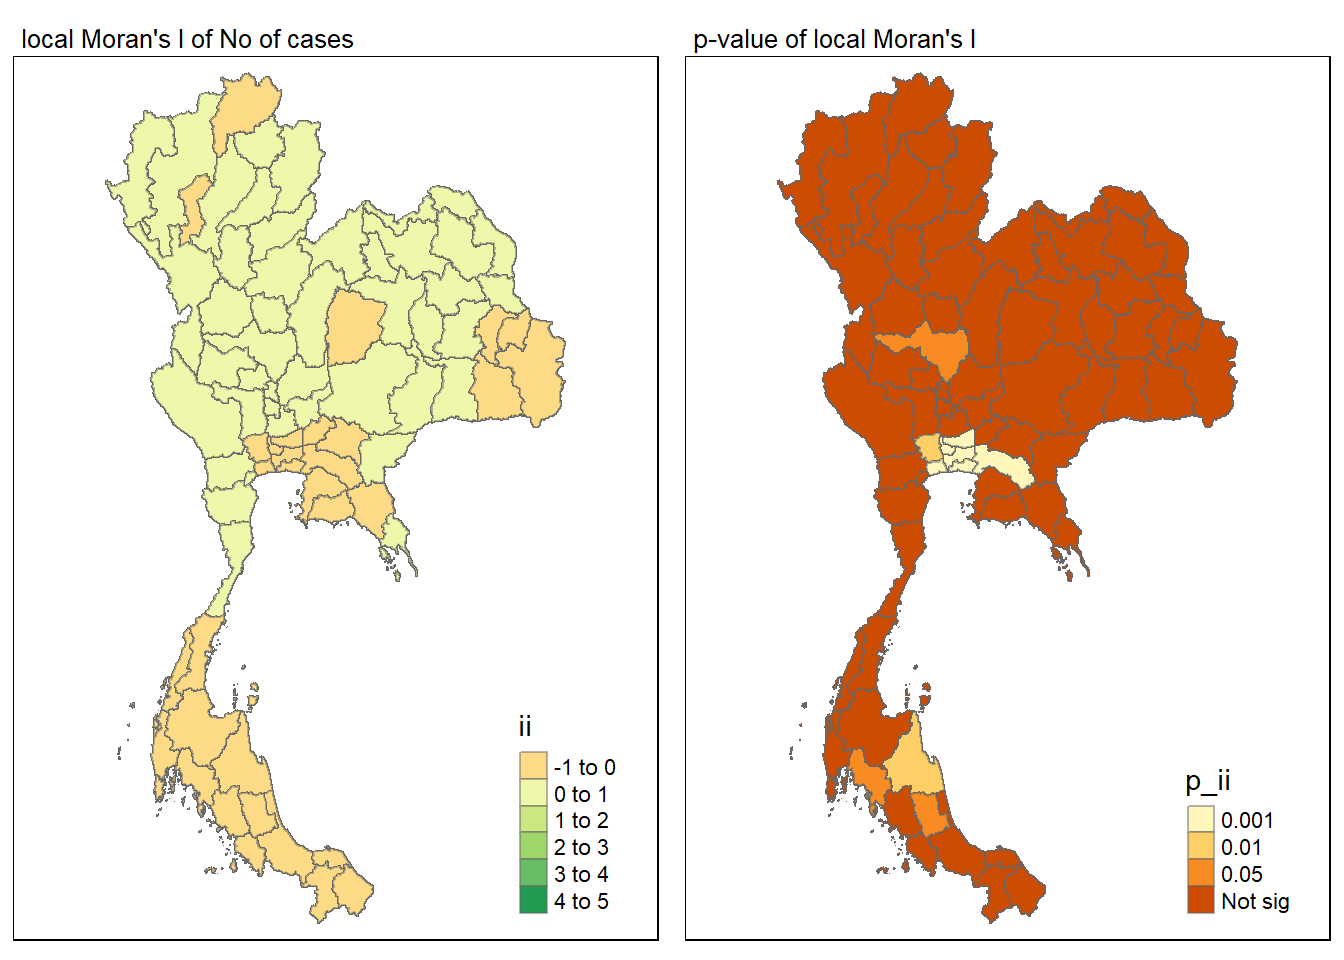 local Moran's I of No of cases
p-value of local Moran's I
ii
-1 to 0
0 to 1
1 to 2
2 to 3
3 to 4
4 to 5
p_ii
0.001
0.01
0.05
Not sig